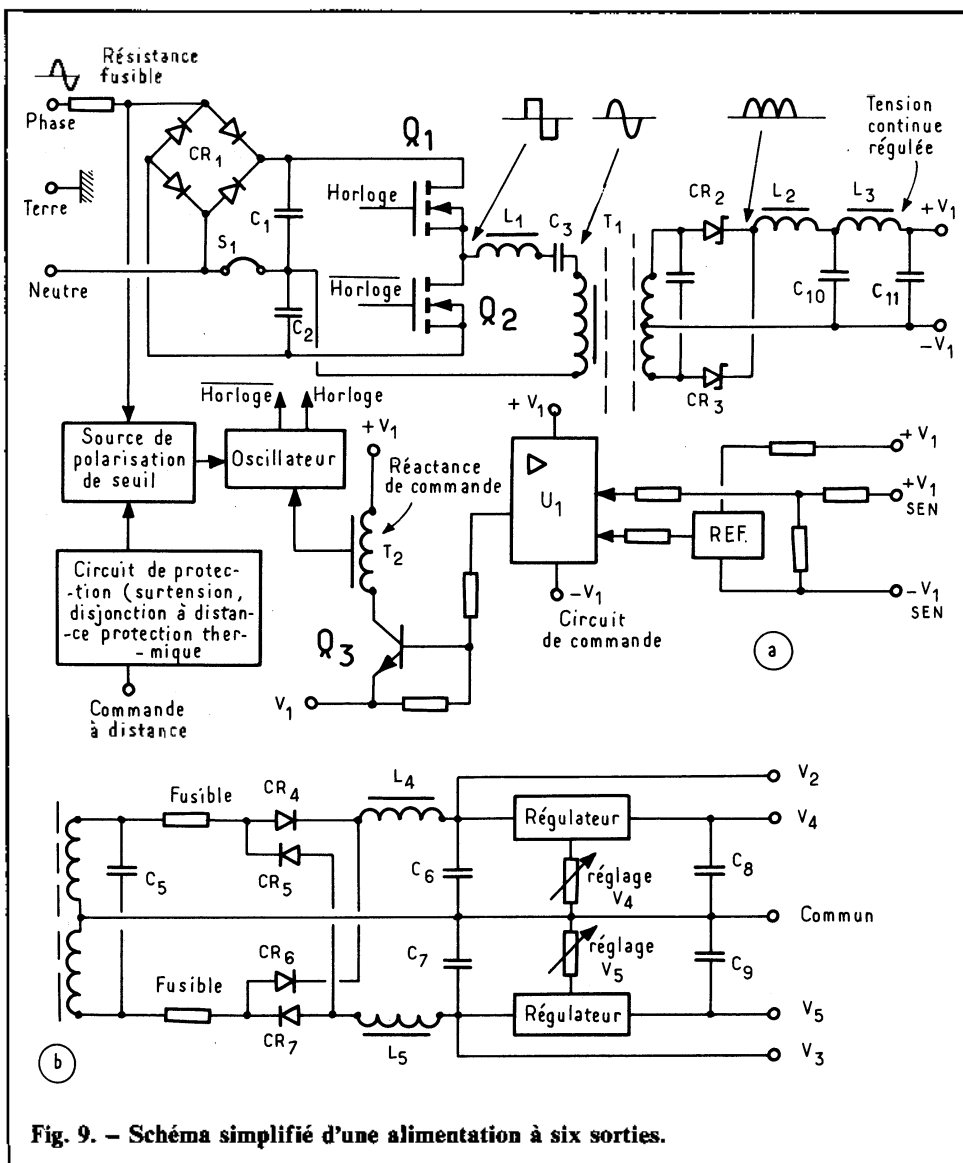 Résistance
fusible
Phase
CR1
Terre
Neutre
S1
C1
C2
Q1
Horloge
Horloge
Q2
L1
C3
T1
CR2
CR3
L2
L3
Tension
continue
régulée
+V1
C10
C11
-V1
Horloge
Horloge
Source de
polarisation
de seuil
Oscillateur
+V1
Réactance
de commande
T2
Circuit de protec-
-tion (surtension,
disjonction à distan-
-ce protection ther-
-mique
Commande
à distance
Q3
V1
+V1
U1
-V1
Circuit
de commande
REF.
+V1
+V1
SEN
-V1
SEN
a
Fusible
CR4
CR5
C5
CR6
CR7
Fusible
L4
L5
C6
C7
Régulateur
réglage
V4
réglage
V5
Régulateur
C8
C9
V2
V4
Commun
V5
V3
b
Fig. 9. – Schéma simplifié d'une alimentation à six sorties.